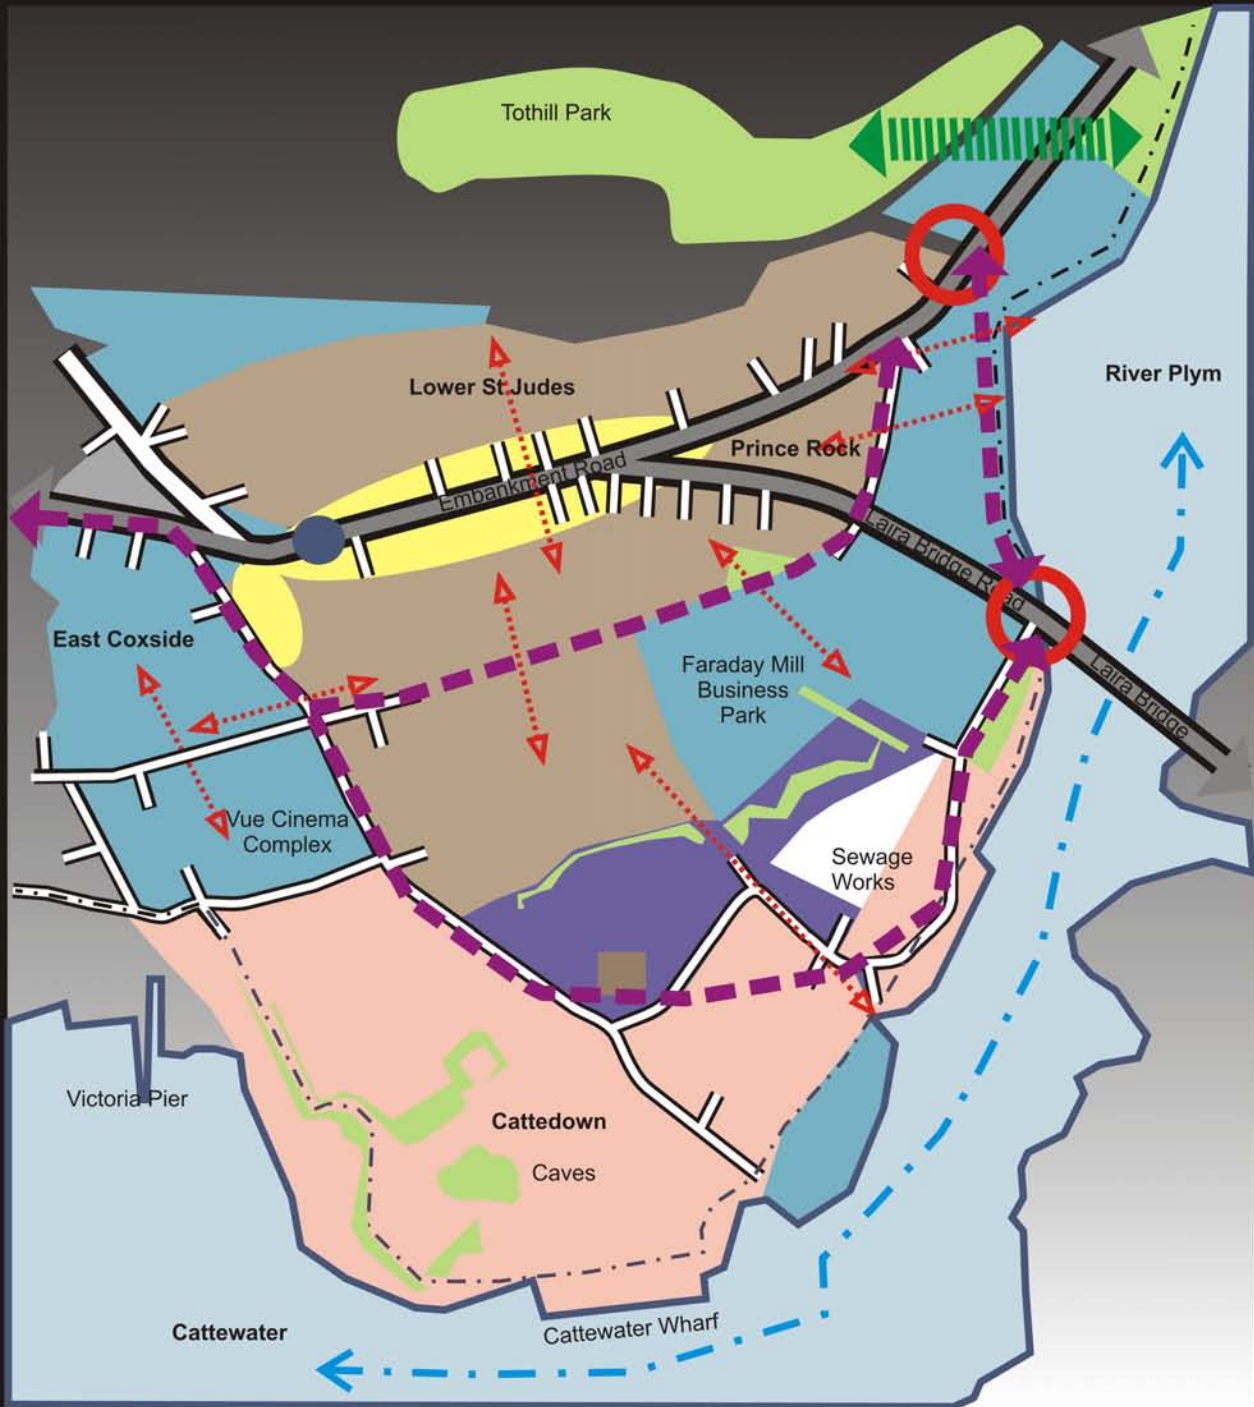 Tothill Park
River Plym
Lower St Judes
Prince Rock
Embankment Road
Laira Bridge Road
East Coxside
Faraday Mill
Business
Park
Laira Bridge
Vue Cinema
Complex
Sewage
Works
Victoria Pier
Cattedown
Caves
Cattewater
Cattewater Wharf